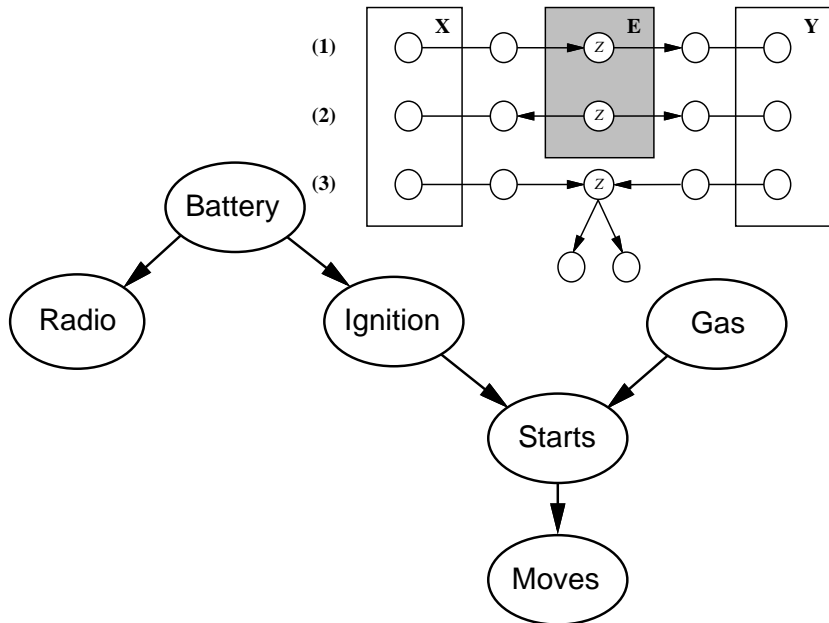 X E Y
(1) Z
(2) Z
(3) Z
Battery
Radio Ignition Gas
Starts
Moves